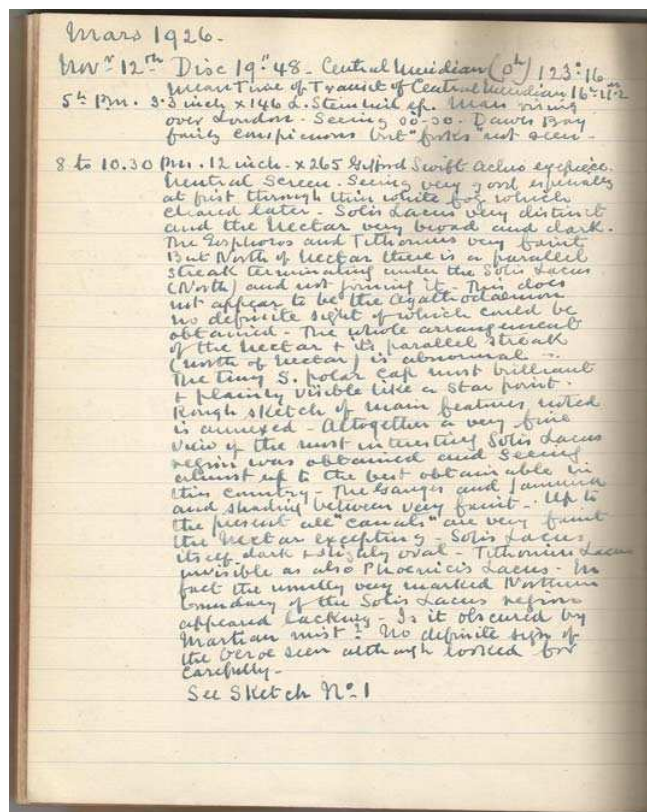 Mars 1926.
Novr 12th Disc 19".48 - Central Meridian (0h) 123°.16
Mean Time of Transit of Central Meridian 16h
5h Pm. 3.3 inch x 146 d. Steinheil ep. Mars rising
over London. Seeing 00-30. Dawes Bay
fairly conspicuous but "forks" not seen -
8 to 10.30 Pm. 12 inch. x 265 Gifford Swift Achro eyepiece.
Neutral Screen. Seeing very good especially
at first through thin white fog which
cleared later - Solis Lacus very distinct
and the Nectar very broad and dark.
The Eosphoros and Tithonius very faint
But North of Nectar there is a parallel
Streak terminating under the Solis Lacus
(North) and not joining it - This does
not appear to be the Agathodaemon
no definite sight of which could be
obtained - The whole arrangement
of the Nectar + its parallel streak
(North of Nectar) is abnormal -
The tiny S. polar cap most brilliant
+ plainly visible like a star point.
Rough sketch of main features noted
is annexed - Altogether a very fine
view of the most interesting Solis Lacus
region was obtained and Seeing
almost up to the best obtainable in
this country - The Ganges and Jamuna
and shading between very faint - Up to
the present all "canals" are very faint
the Nectar excepting - Solis Lacus
itself dark + slightly oval - Tithonius Lacus
invisible as also Phoenicis Lacus - In
fact the usually very marked Northern
boundary of the Solis Lacus region
appeared lacking - Is it obscured by
Martian mist? No definite sign of
the seen although looked for
carefully -
See Sketch No. 1